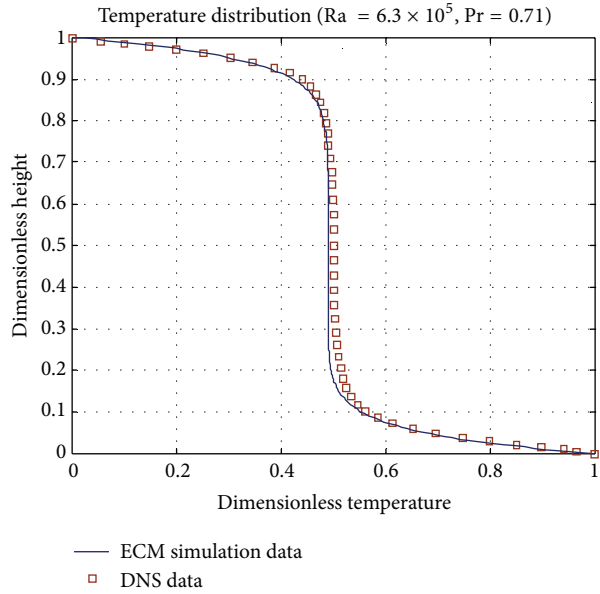 Temperature distribution (Ra = 6.3 × 10⁵, Pr = 0.71)
1
0.9
0.8
0.7
0.6
0.5
0.4
0.3
0.2
0.1
0
Dimensionless height
0 0.2 0.4 0.6 0.8 1
Dimensionless temperature
ECM simulation data
DNS data